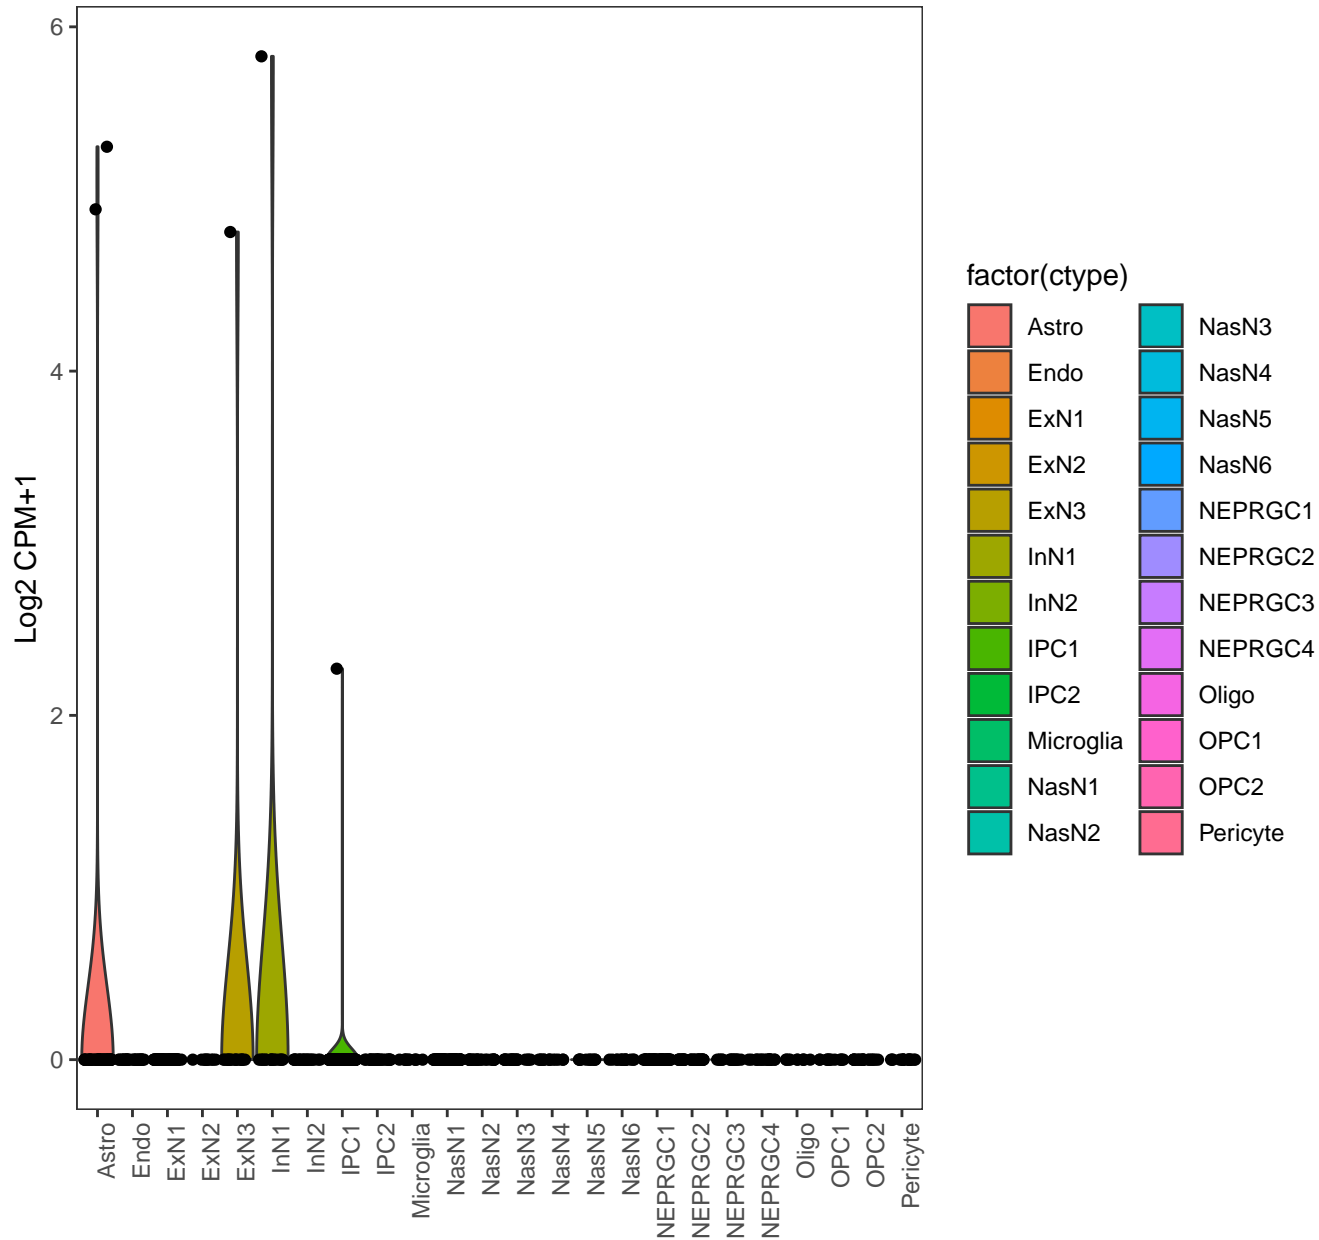 6
4
2
0
Log2 CPM+1
Astro
Endo
ExN1
ExN2
ExN3
InN1
InN2
IPC1
IPC2
Microglia
NasN1
NasN2
NasN3
NasN4
NasN5
NasN6
NEPRGC1
NEPRGC2
NEPRGC3
NEPRGC4
Oligo
OPC1
OPC2
Pericyte
factor(ctype)
Astro
Endo
ExN1
ExN2
ExN3
InN1
InN2
IPC1
IPC2
Microglia
NasN1
NasN2
NasN3
NasN4
NasN5
NasN6
NEPRGC1
NEPRGC2
NEPRGC3
NEPRGC4
Oligo
OPC1
OPC2
Pericyte